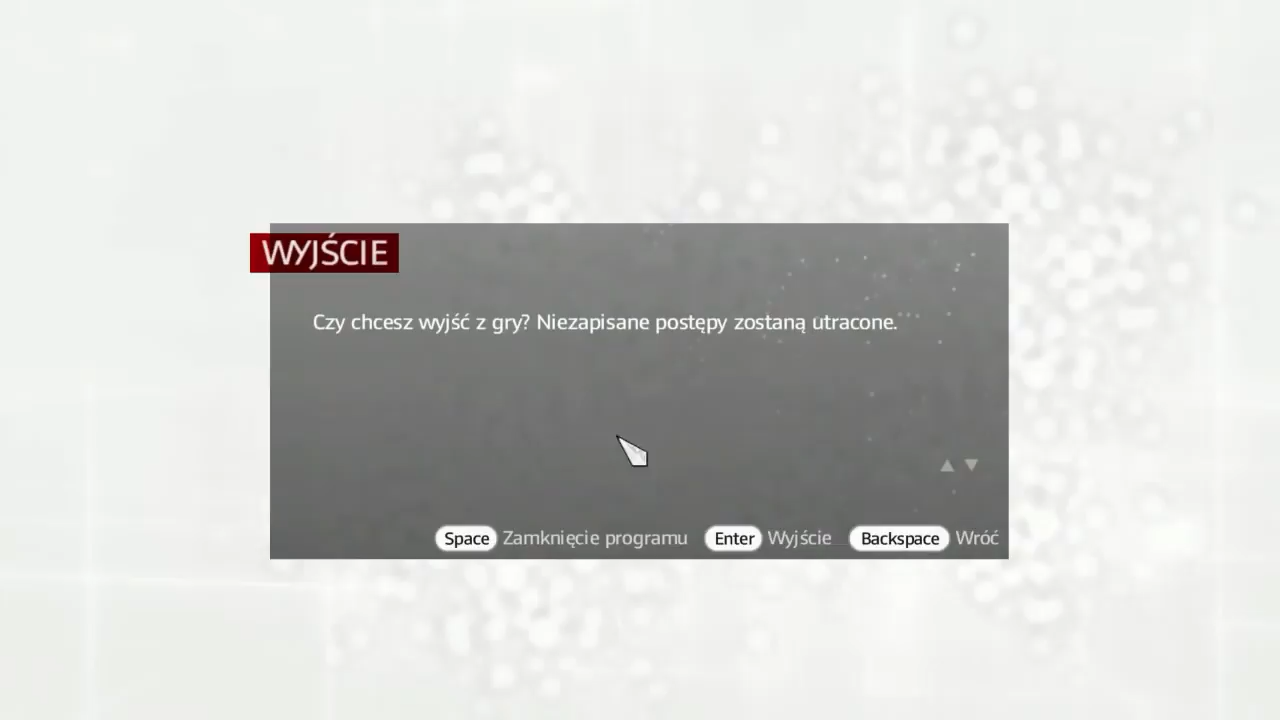 WYJŚCIE
Czy chcesz wyjść z gry? Niezapisane postępy zostaną utracone.
Space Zamknięcie programu Enter Wyjście Backspace Wróć